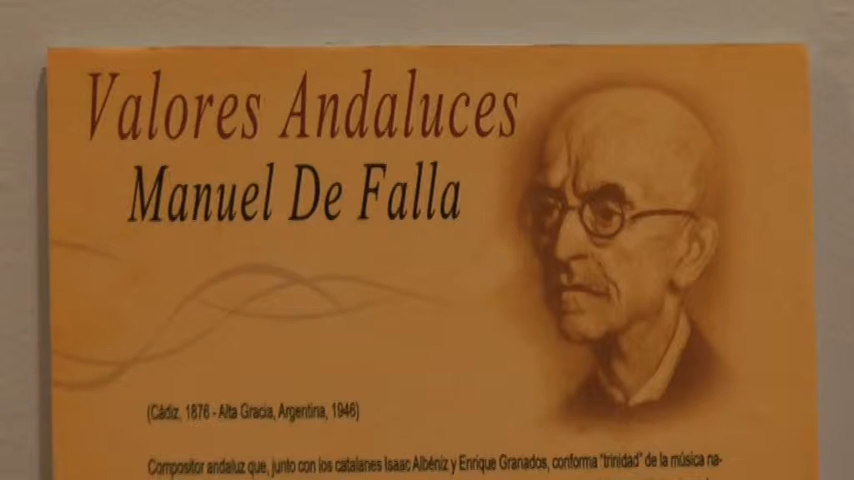 Valores Andaluces
Manuel De Falla
(Cádiz, 1876 - Alta Gracia, Argentina, 1946)
Compositor andaluz que, junto con los catalanes Isaac Albéniz y Enrique Granados, conforma "trinidad" de la música na-